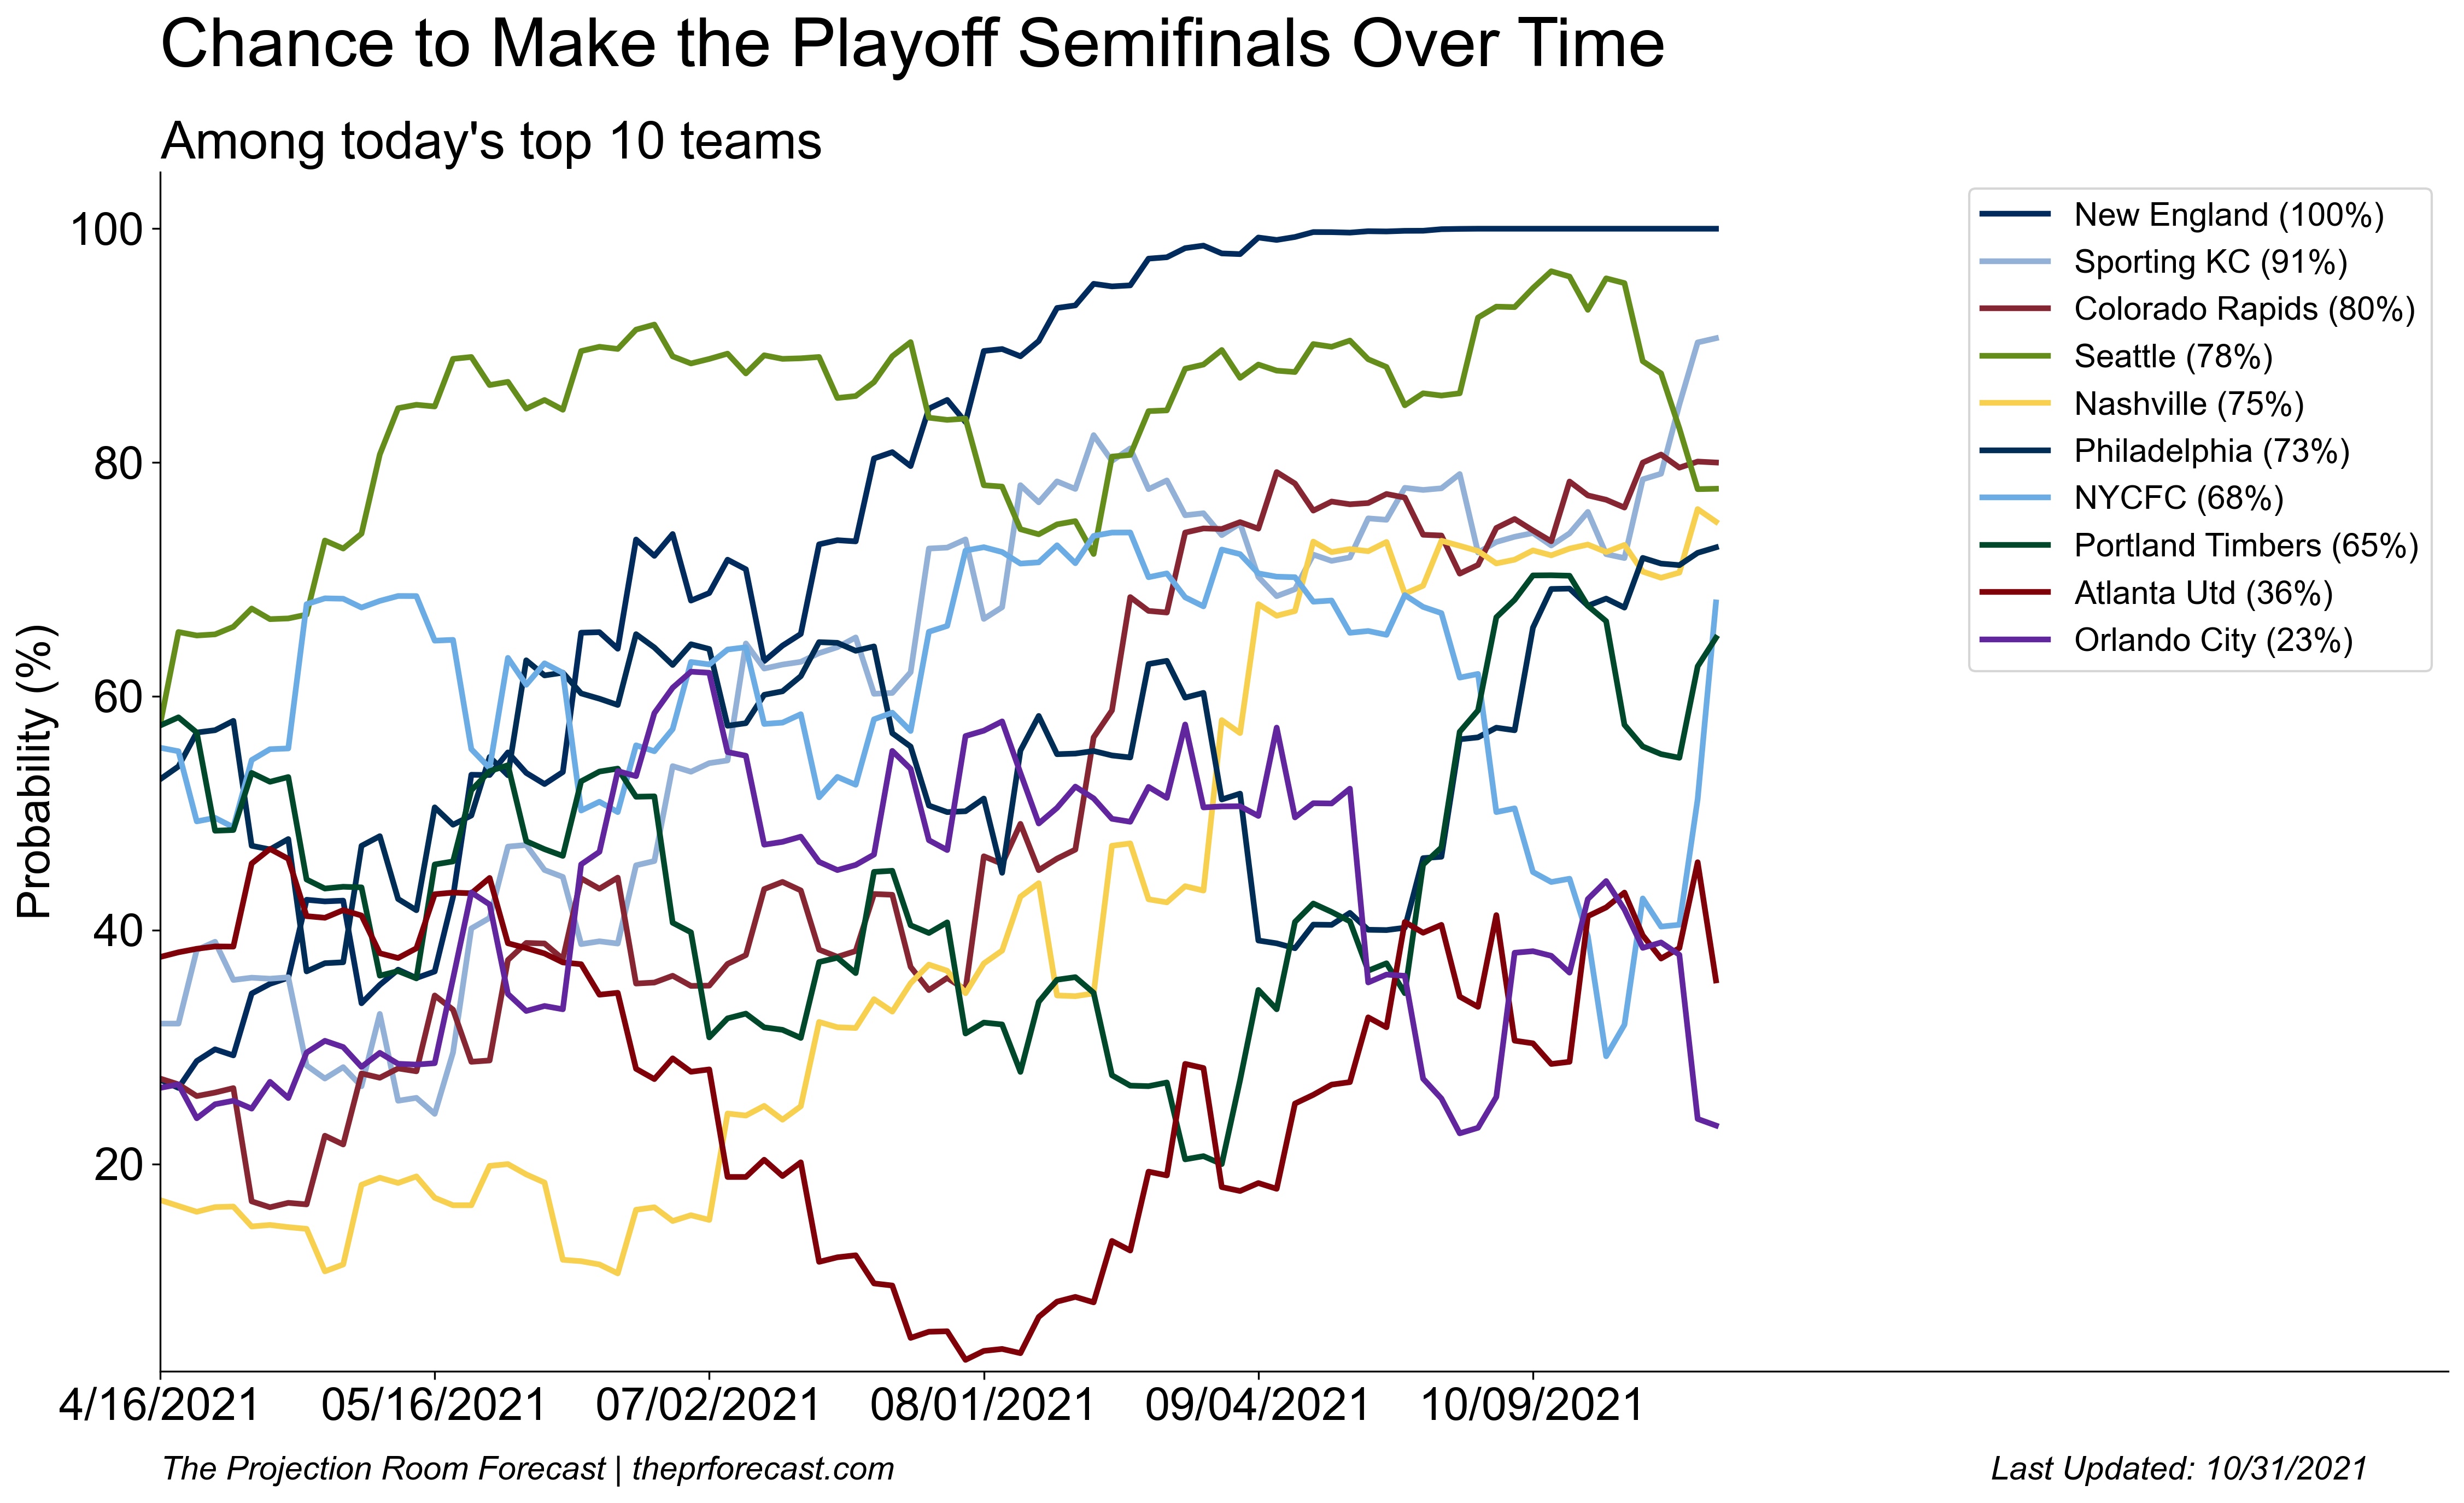 Chance to Make the Playoff Semifinals Over Time
Among today's top 10 teams
Probability (%)
100
80
60
40
20
New England (100%)
Sporting KC (91%)
Colorado Rapids (80%)
Seattle (78%)
Nashville (75%)
Philadelphia (73%)
NYCFC (68%)
Portland Timbers (65%)
Atlanta Utd (36%)
Orlando City (23%)
4/16/2021 05/16/2021 07/02/2021 08/01/2021 09/04/2021 10/09/2021
The Projection Room Forecast | theprforecast.com
Last Updated: 10/31/2021